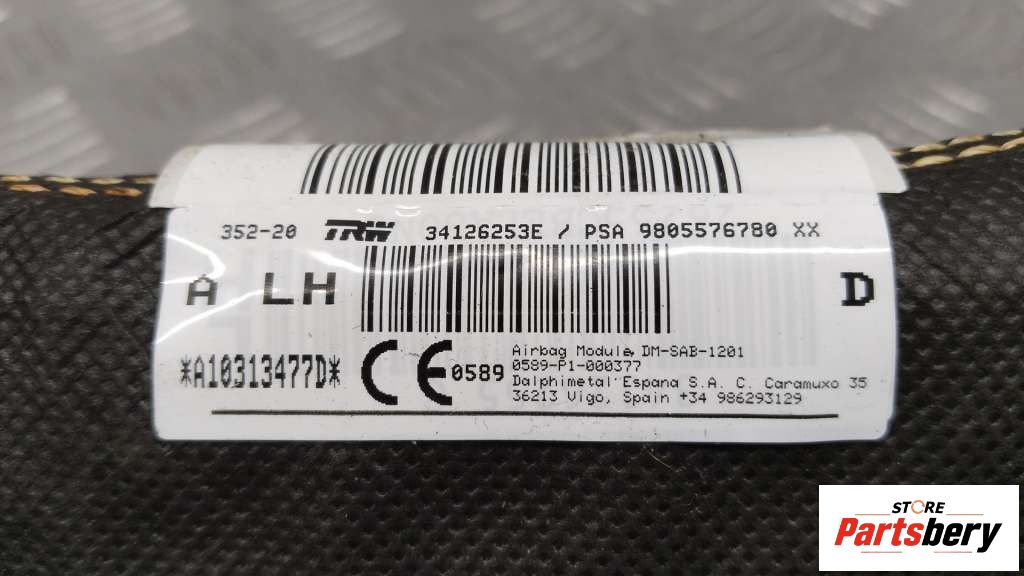 352-20 TRW 34126253E / PSA 9805576780 XX
A LH D
*A10313477D* CE 0589
Airbag Module DM-SAB-1201
0589-P1-000377
Dalphimetal Espana S.A. C. Caramuxo 35
36213 Vigo, Spain +34 986293129
STORE
Partsbery